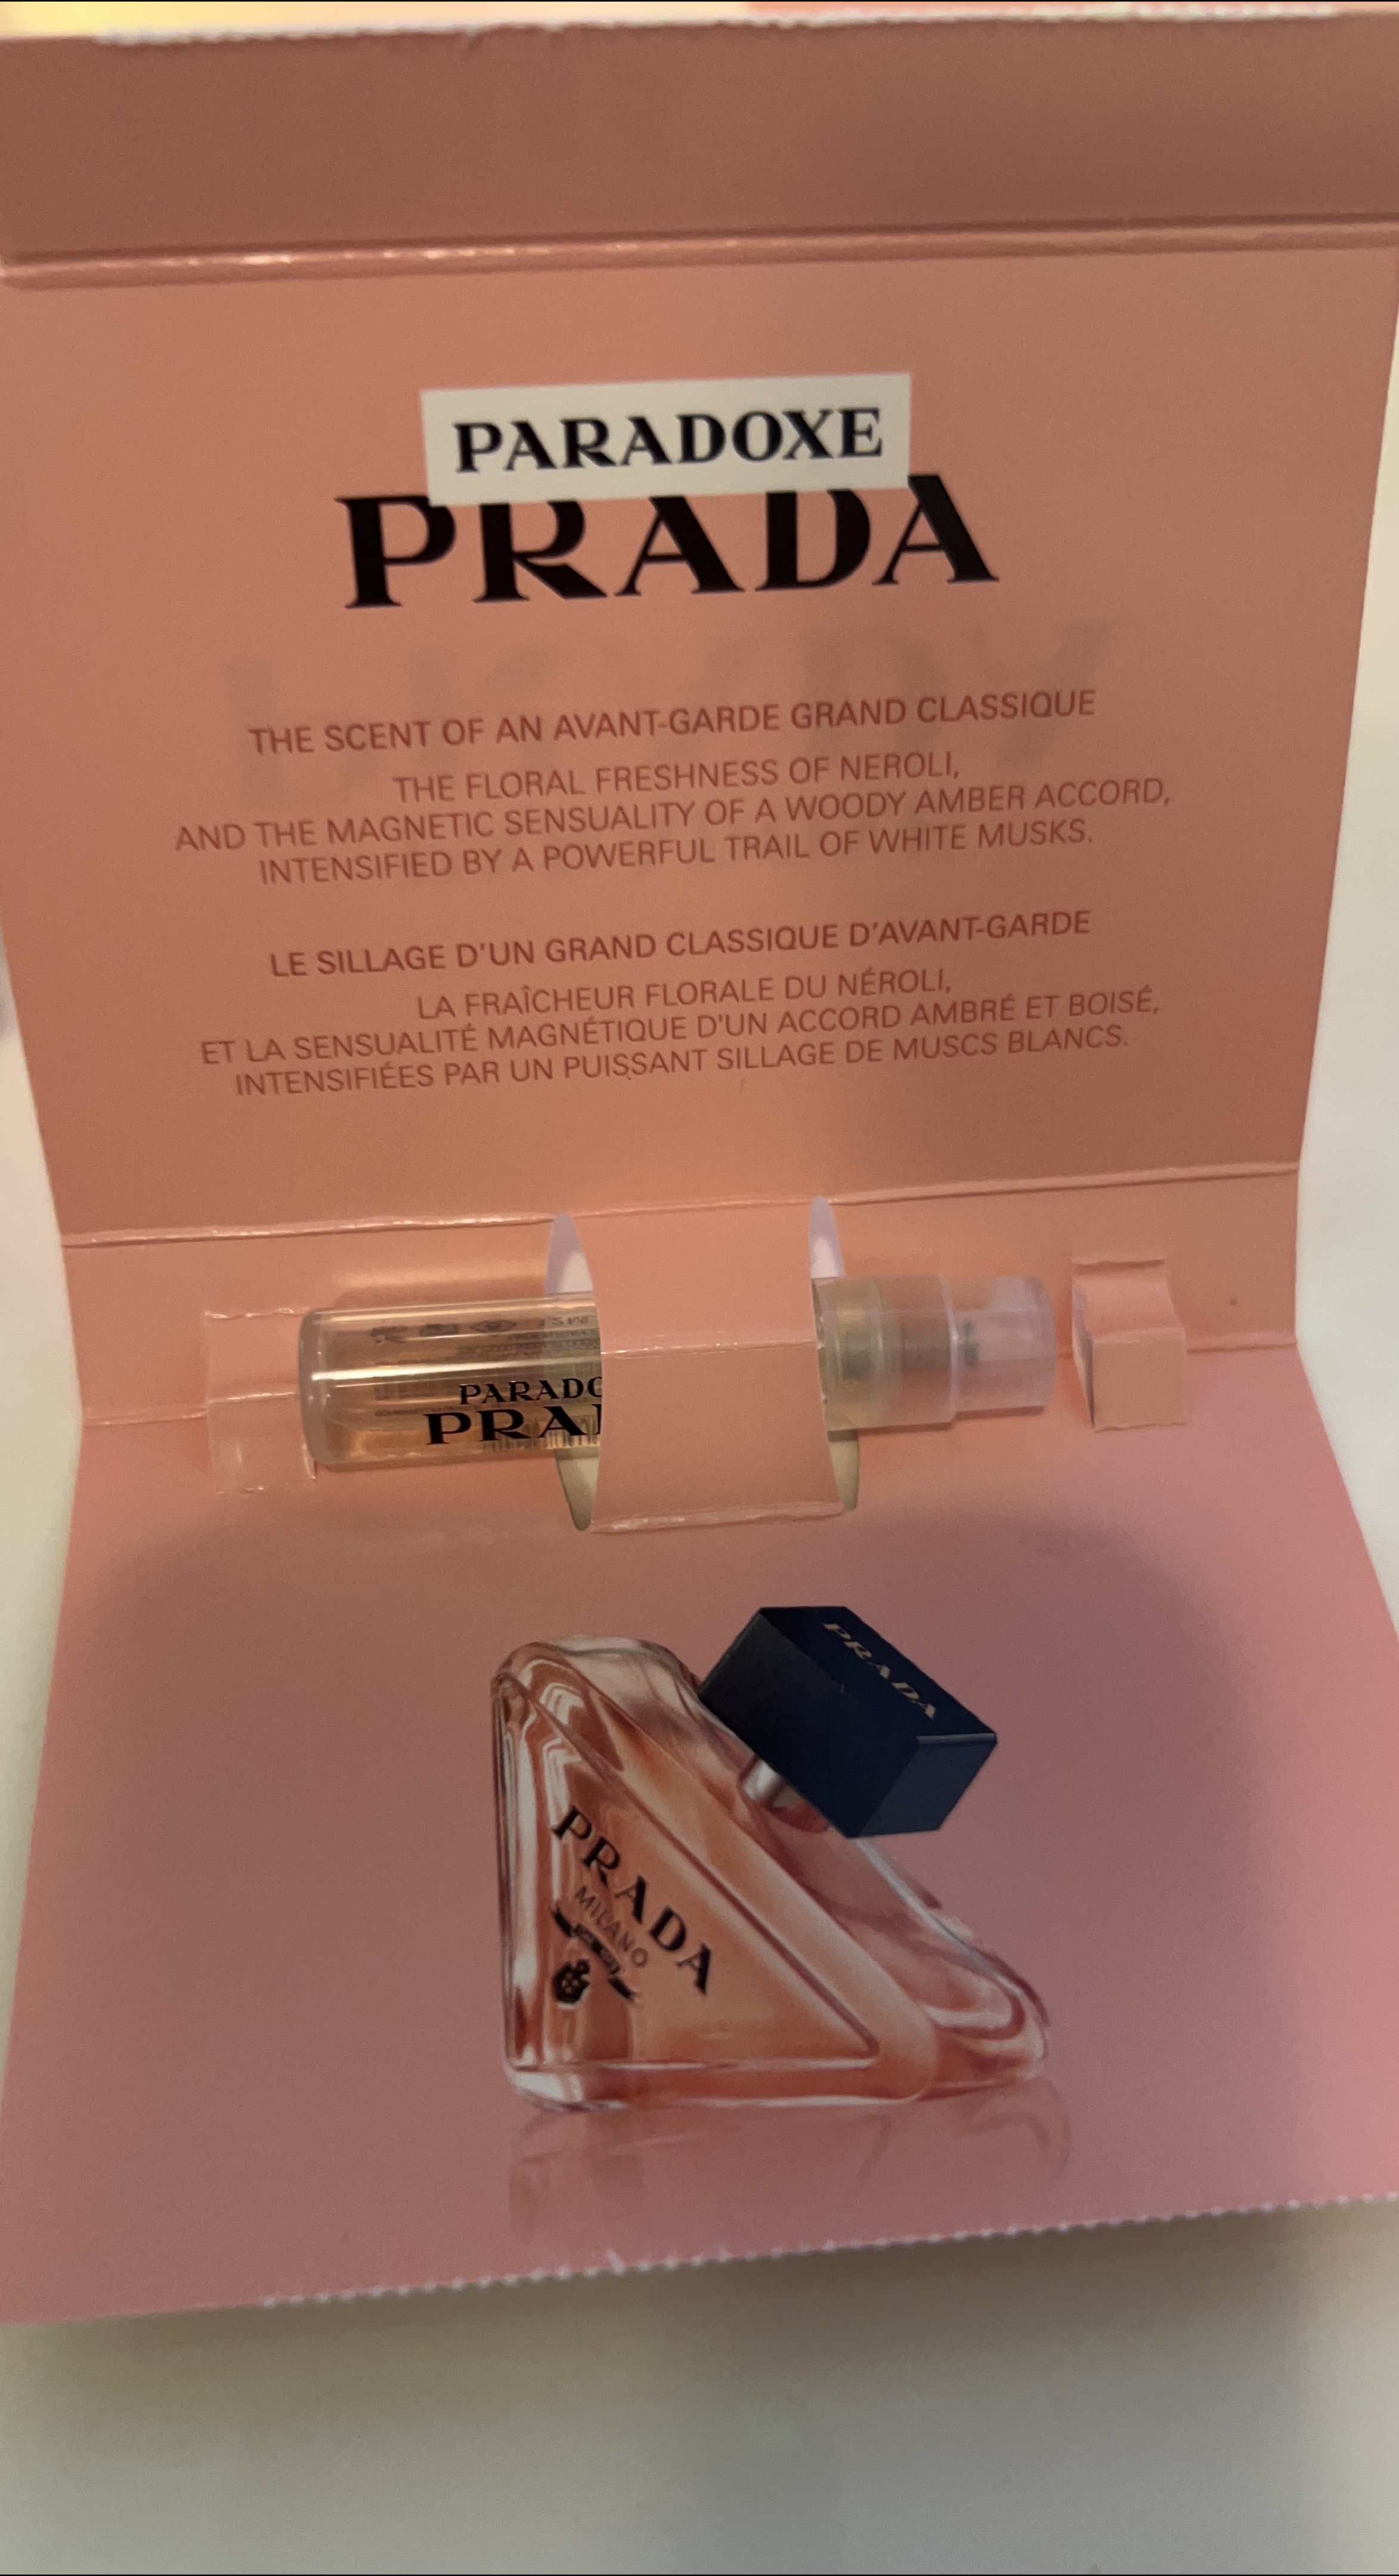 PARADOXE
PRADA
THE SCENT OF AN AVANT-GARDE GRAND CLASSIQUE
THE FLORAL FRESHNESS OF NEROLI,
AND THE MAGNETIC SENSUALITY OF A WOODY AMBER ACCORD,
INTENSIFIED BY A POWERFUL TRAIL OF WHITE MUSKS.
LE SILLAGE D'UN GRAND CLASSIQUE D'AVANT-GARDE
LA FRAÎCHEUR FLORALE DU NÉROLI,
ET LA SENSUALITÉ MAGNÉTIQUE D'UN ACCORD AMBRÉ ET BOISÉ,
INTENSIFIÉES PAR UN PUISSANT SILLAGE DE MUSCS BLANCS.
PARADO
PRA
PRADA
PRADA
MILANO